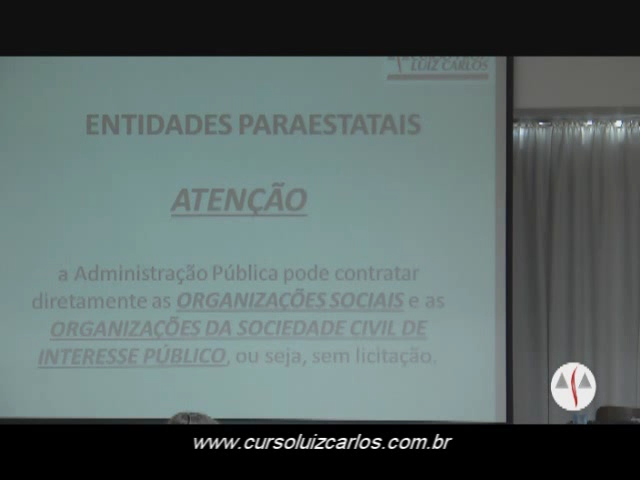 LUIZ CARLOS
ENTIDADES PARAESTATAIS
ATENÇÃO
a Administração Pública pode contratar
diretamente as ORGANIZAÇÕES SOCIAIS e as
ORGANIZAÇÕES DA SOCIEDADE CIVIL DE
INTERESSE PÚBLICO, ou seja, sem licitação.
www.cursoluizcarlos.com.br